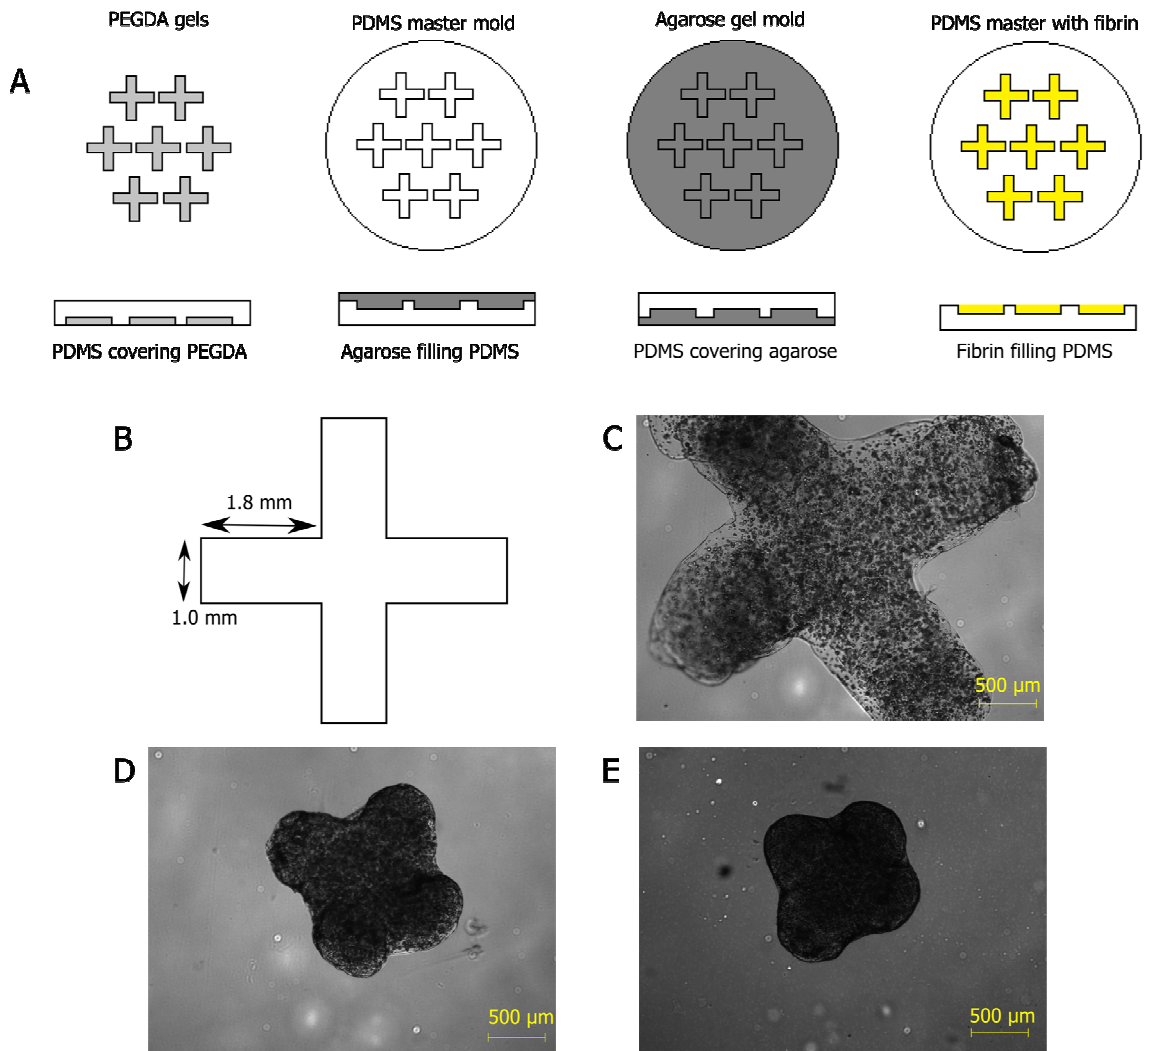 PEGDA gels
PDMS master mold
Agarose gel mold
PDMS master with fibrin
A
PDMS covering PEGDA
Agarose filling PDMS
PDMS covering agarose
Fibrin filling PDMS
B
1.8 mm
1.0 mm
C
500 µm
D
500 µm
E
500 µm